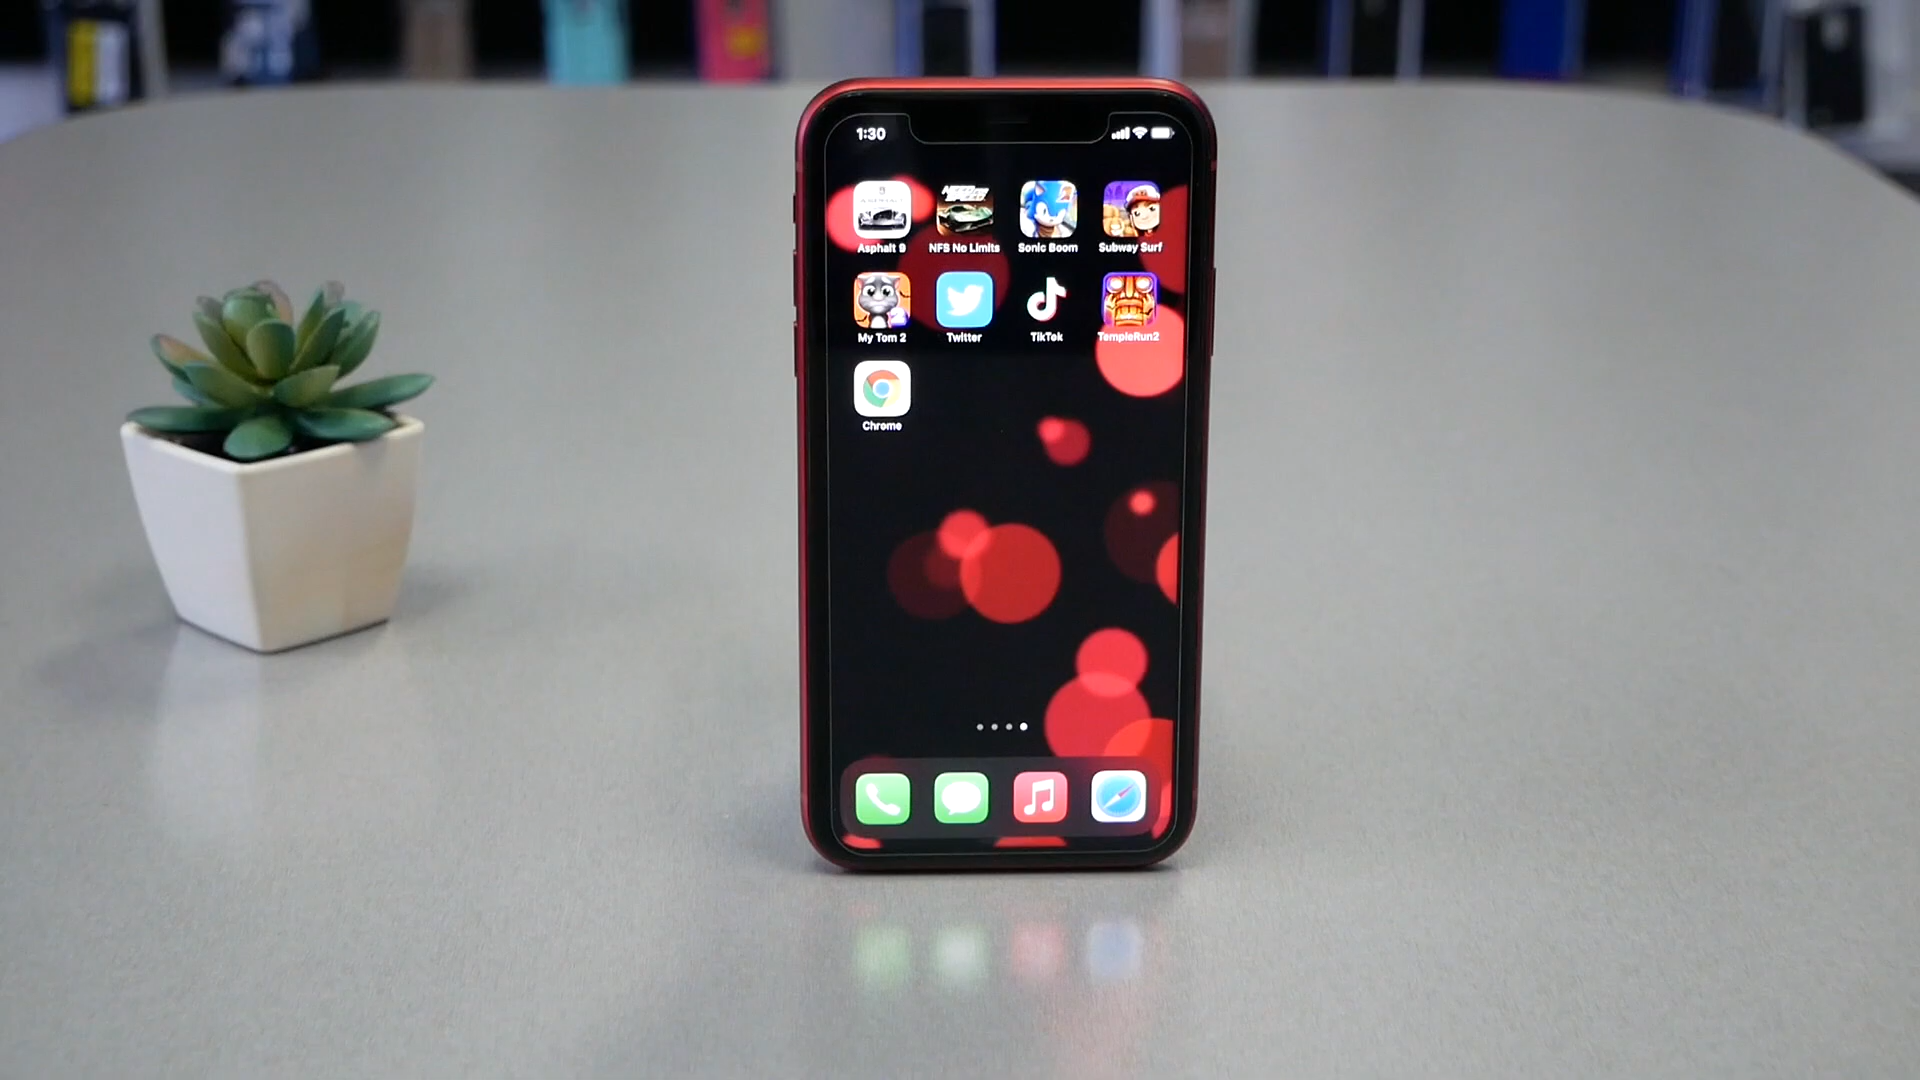 1:30
Asphalt 9
NFS No Limits
Sonic Boom
Subway Surf
My Tom 2
Twitter
TikTok
TempleRun2
Chrome